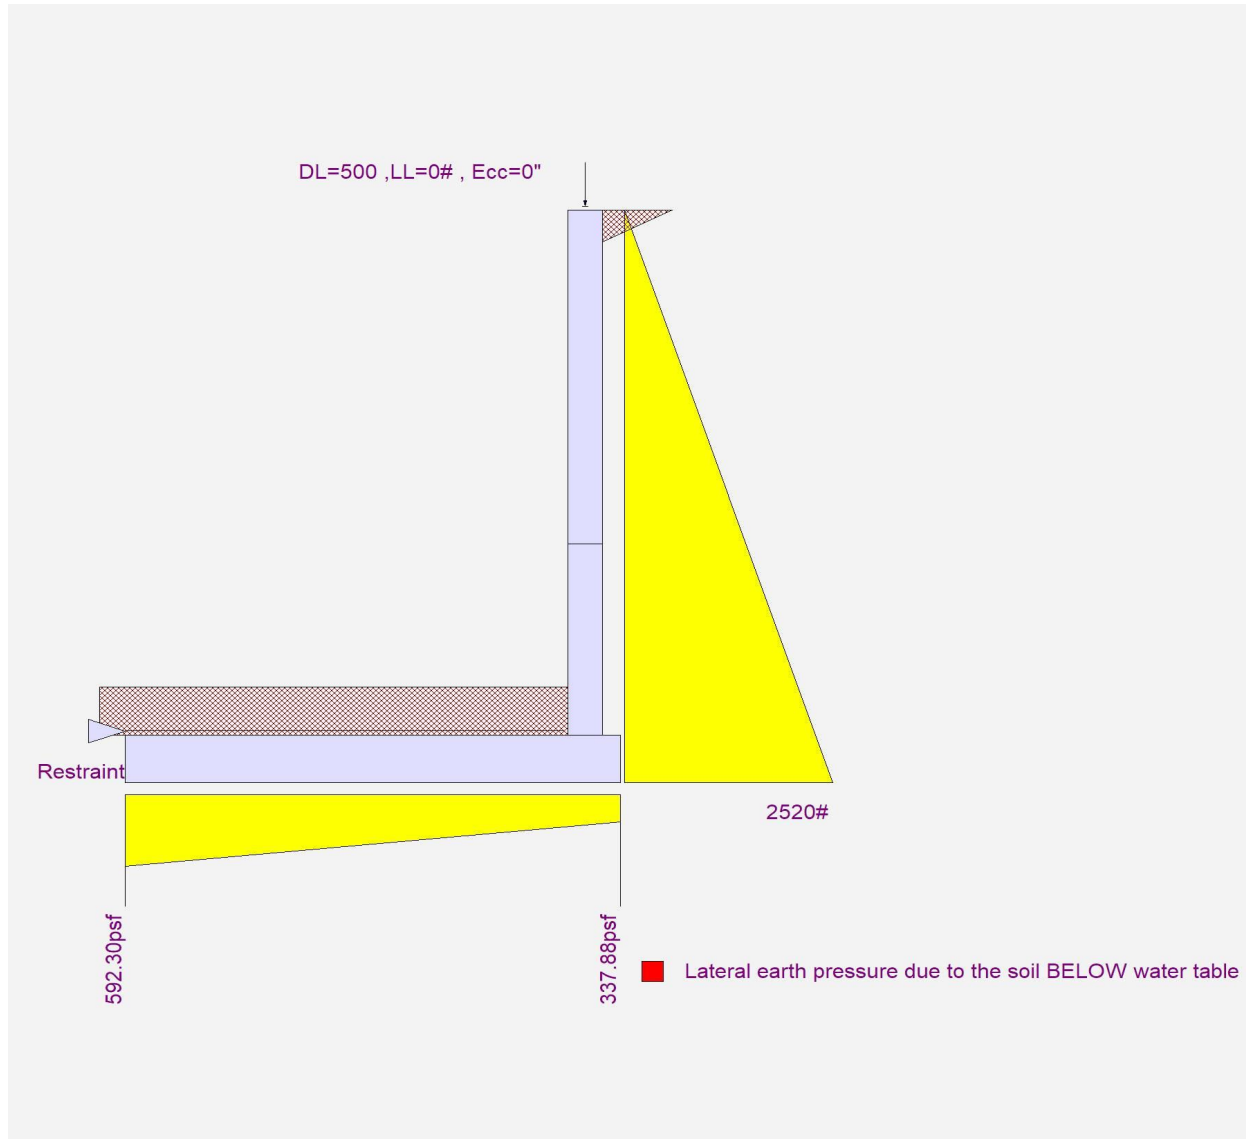 DL=500 ,LL=0# , Ecc=0"
Restraint
2520#
592.30psf
337.88psf
Lateral earth pressure due to the soil BELOW water table